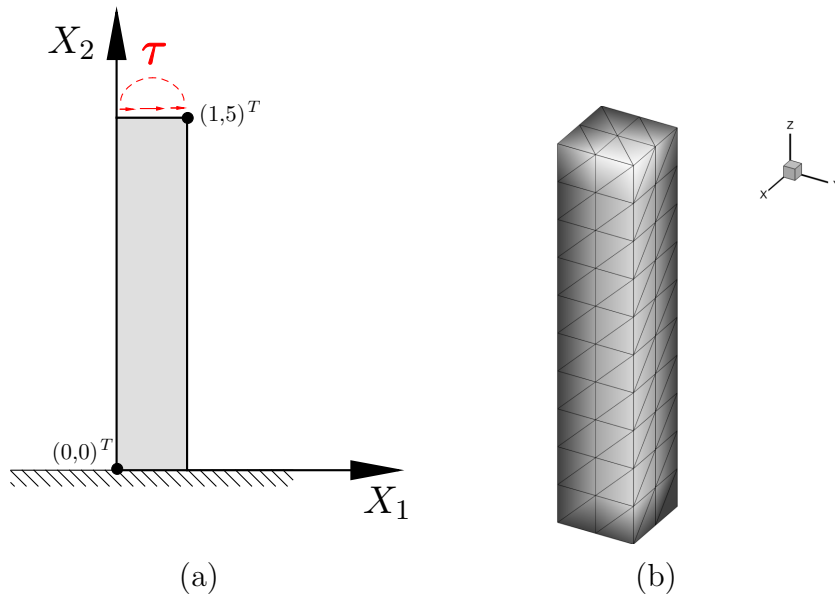 X₂
τ
(1,5)ᵀ
(0,0)ᵀ
X₁
(a)
Z
X
Y
(b)